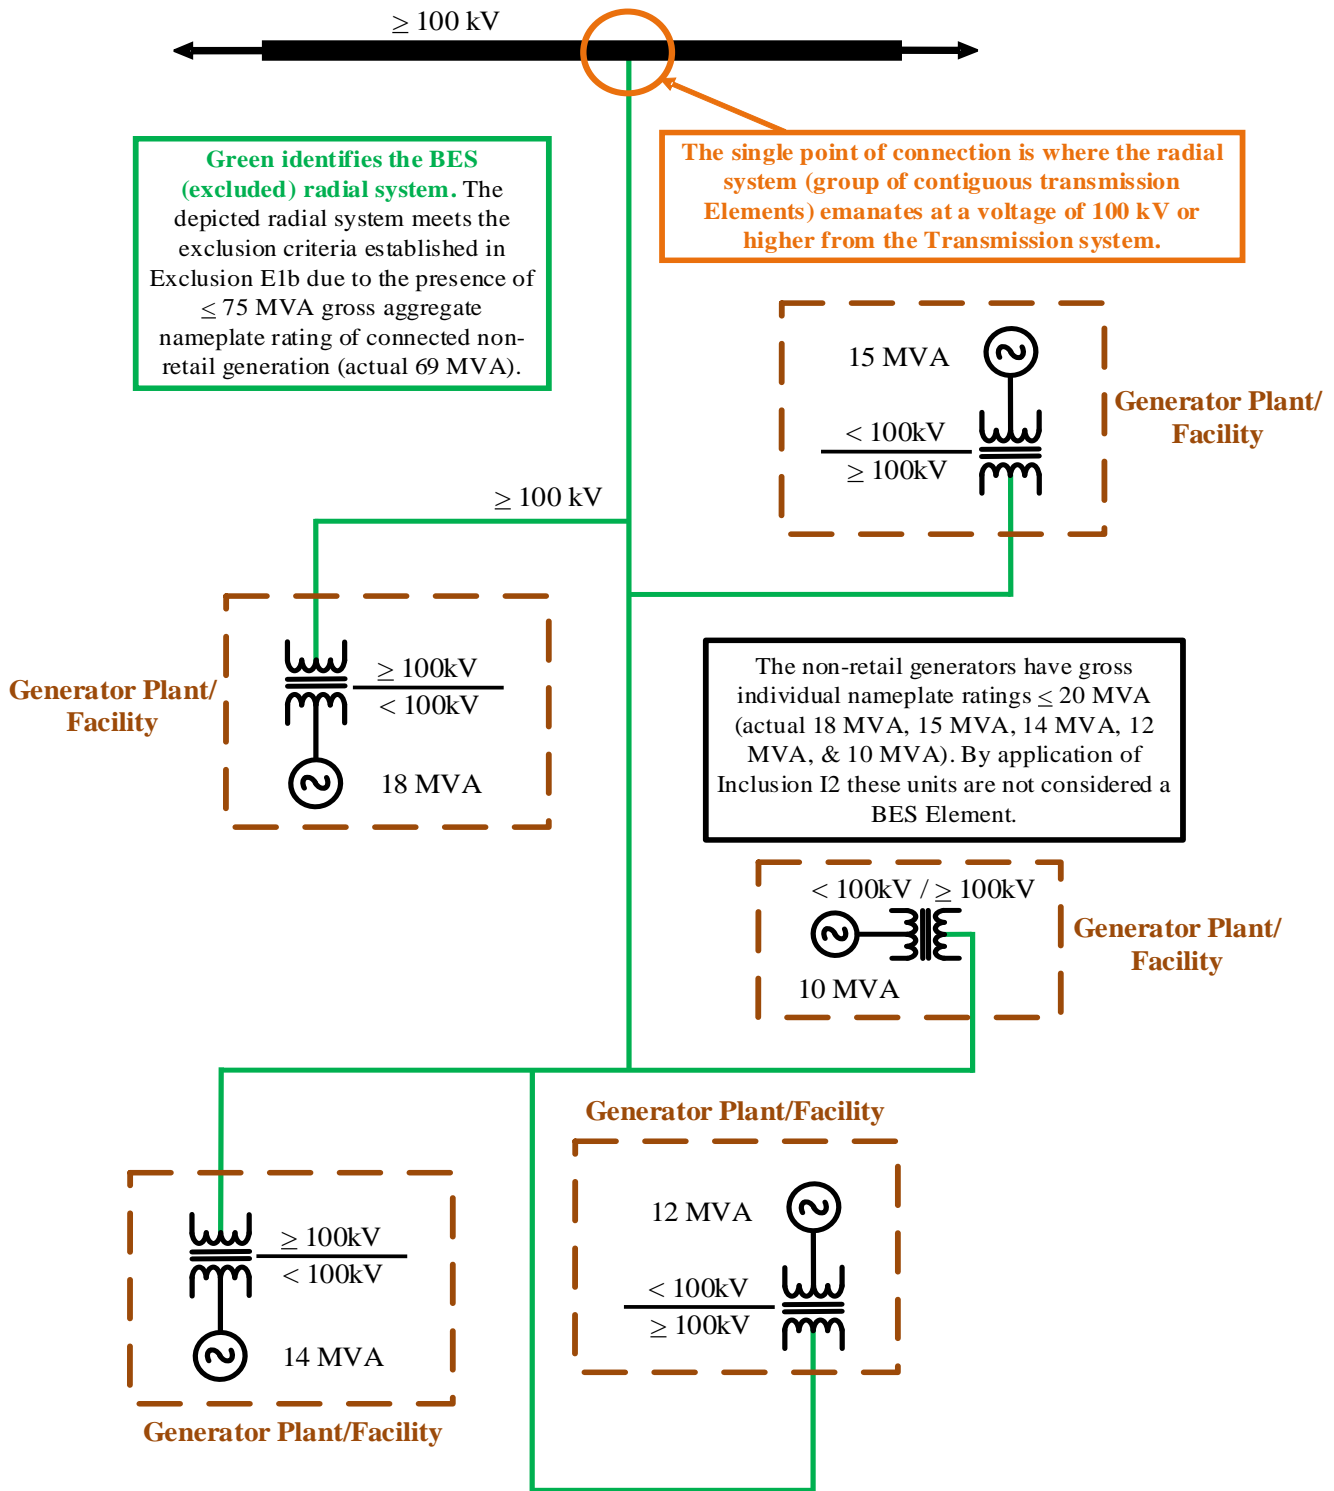 ≥ 100 kV
Green identifies the BES
(excluded) radial system. The
depicted radial system meets the
exclusion criteria established in
Exclusion E1b due to the presence of
≤ 75 MVA gross aggregate
nameplate rating of connected non-
retail generation (actual 69 MVA).
The single point of connection is where the radial
system (group of contiguous transmission
Elements) emanates at a voltage of 100 kV or
higher from the Transmission system.
15 MVA
< 100kV
≥ 100kV
Generator Plant/
Facility
≥ 100 kV
Generator Plant/
Facility
≥ 100kV
< 100kV
18 MVA
The non-retail generators have gross
individual nameplate ratings ≤ 20 MVA
(actual 18 MVA, 15 MVA, 14 MVA, 12
MVA, & 10 MVA). By application of
Inclusion I2 these units are not considered a
BES Element.
< 100kV / ≥ 100kV
10 MVA
Generator Plant/
Facility
Generator Plant/Facility
12 MVA
< 100kV
≥ 100kV
≥ 100kV
< 100kV
14 MVA
Generator Plant/Facility